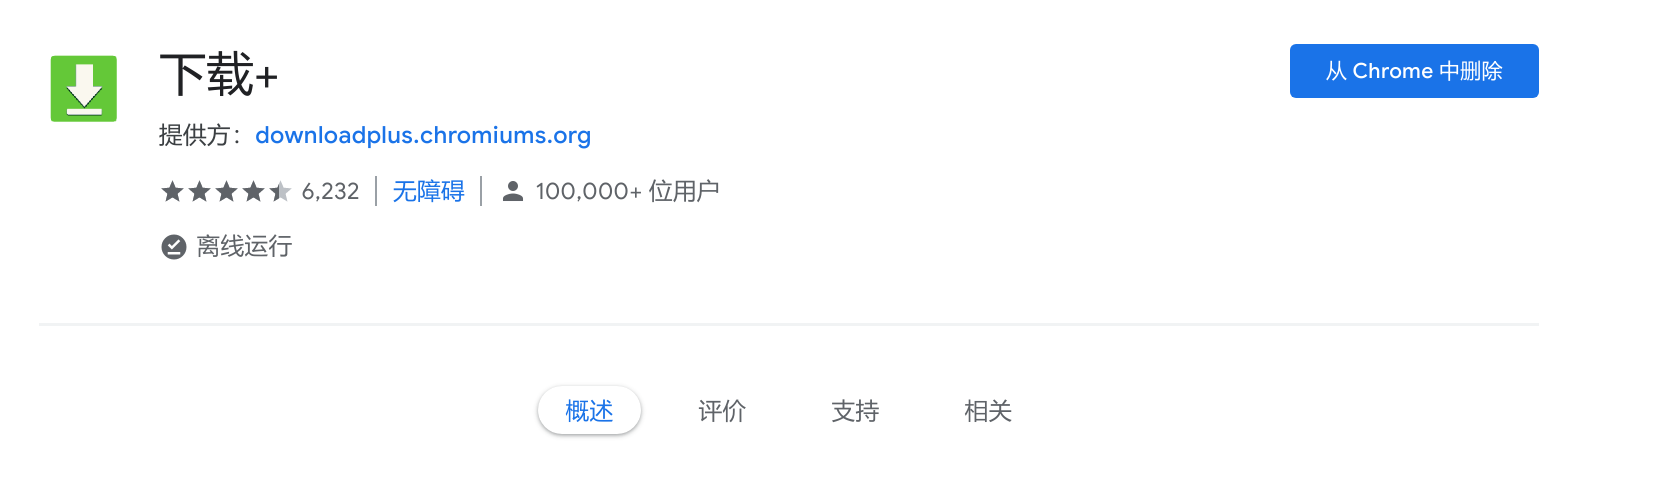 下载+
从 Chrome 中删除
提供方：downloadplus.chromiums.org
6,232 无障碍 100,000+ 位用户
离线运行
概述 评价 支持 相关